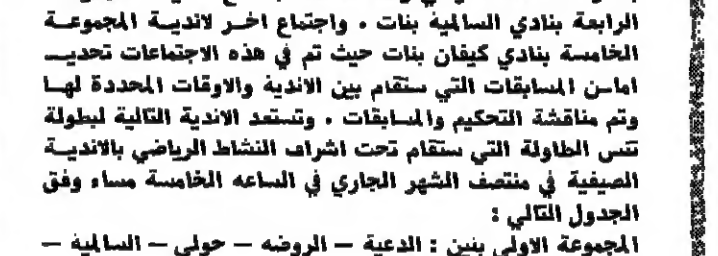 الرابعة بنادي السالمية بنات ٠ واجتماع اخر لاندية المجموعة
الخامسة بنادي كيفان بنات حيث تم في هذه الاجتماعات تحديد
اماسن المسابقات التي ستقام بين الاندية والاوقات المحددة لها
وتم مناقشة التحكيم والمسابقات ٠ وتستعد الاندية التالية لبطولة
تنس الطاولة التي ستقام تحت اشراف النشاط الرياضي بالاندية
الصيفية في منتصف الشهر الجاري في الساعه الخامسة مساء وفق
الجدول التالي :
المجموعة الاولى بنين : الدعية – الروضه – حولي – السالمية –